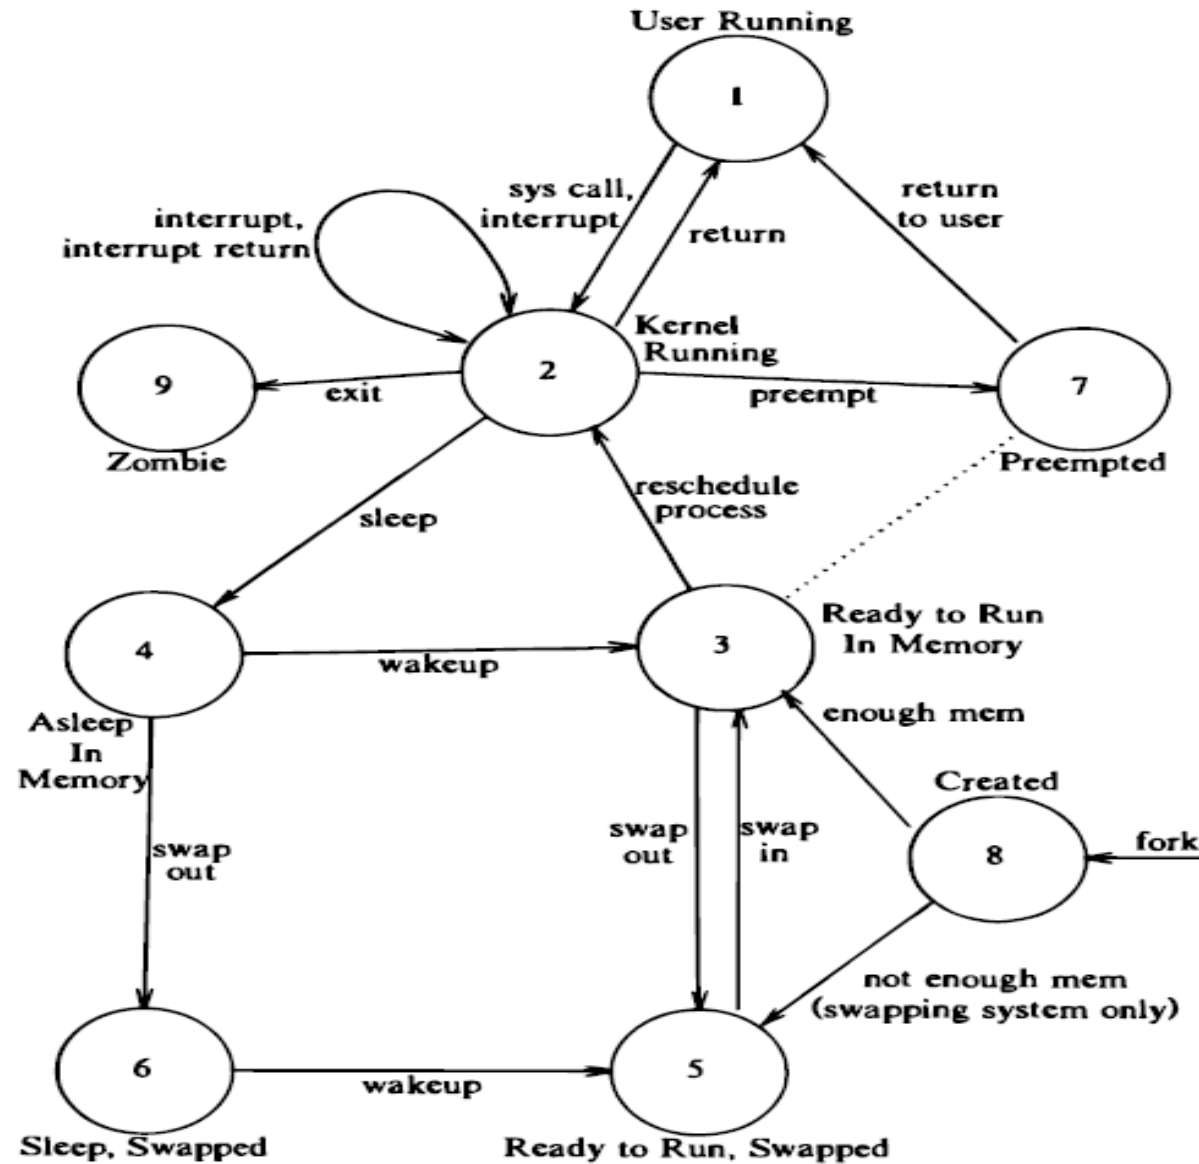 User Running
1
sys call,
interrupt
return
return
to user
interrupt,
interrupt return
Kernel
Running
2
9
exit
Zombie
preempt
7
Preempted
sleep
reschedule
process
4
wakeup
3
Ready to Run
In Memory
Asleep
In
Memory
enough mem
Created
swap
out
swap
out
swap
in
8
fork
not enough mem
(swapping system only)
6
wakeup
5
Sleep, Swapped
Ready to Run, Swapped